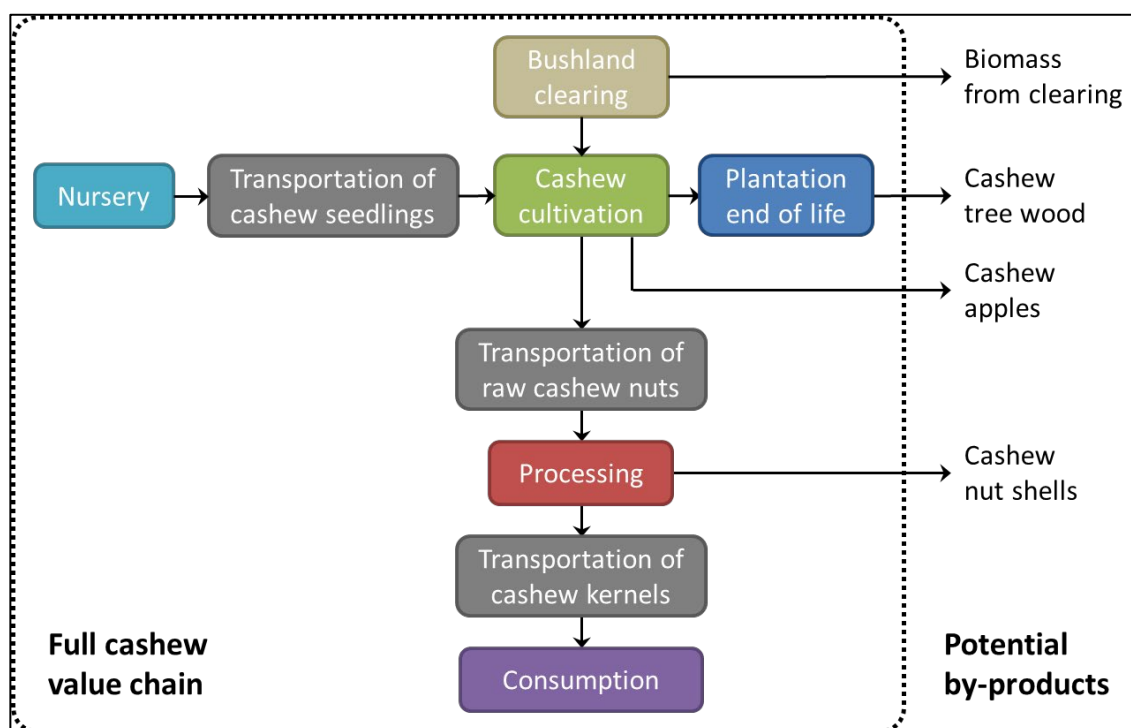 Bushland
clearing
Biomass
from clearing
Nursery
Transportation of
cashew seedlings
Cashew
cultivation
Plantation
end of life
Cashew
tree wood
Cashew
apples
Transportation of
raw cashew nuts
Processing
Cashew
nut shells
Transportation of
cashew kernels
Full cashew
value chain
Consumption
Potential
by-products